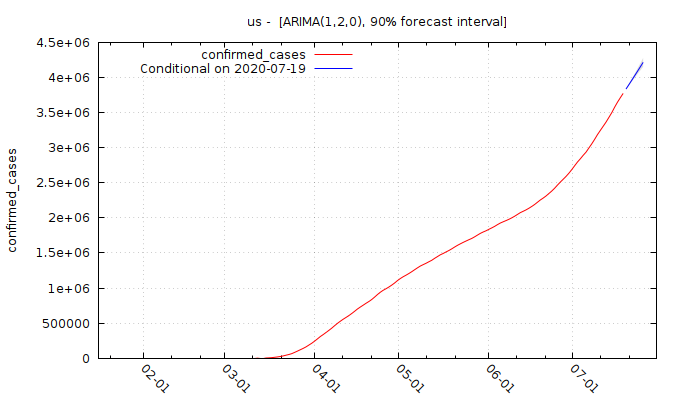 us - [ARIMA(1,2,0), 90% forecast interval]
confirmed_cases
Conditional on 2020-07-19
4.5e+06
4e+06
3.5e+06
3e+06
2.5e+06
2e+06
1.5e+06
1e+06
500000
0
confirmed_cases
02-01
03-01
04-01
05-01
06-01
07-01